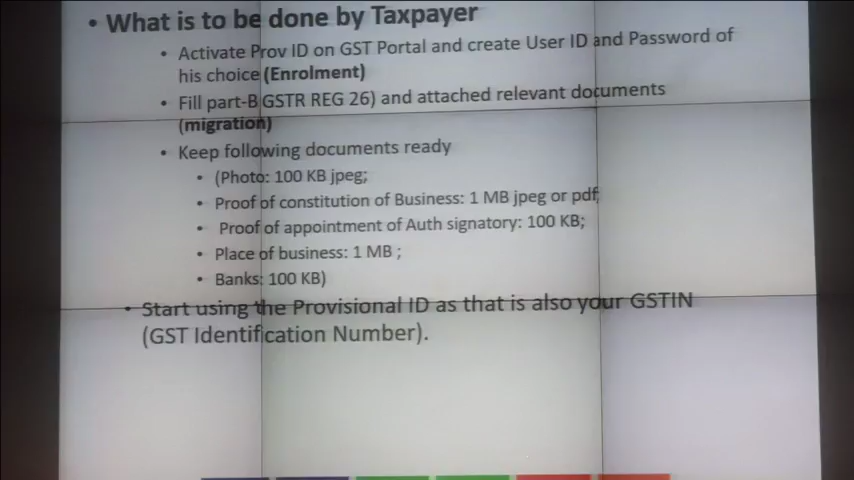 • What is to be done by Taxpayer
• Activate Prov ID on GST Portal and create User ID and Password of
his choice (Enrolment)
• Fill part-B GSTR REG 26) and attached relevant documents
(migration)
• Keep following documents ready
• (Photo: 100 KB jpeg;
• Proof of constitution of Business: 1 MB jpeg or pdf;
• Proof of appointment of Auth signatory: 100 KB;
• Place of business: 1 MB ;
• Banks: 100 KB)
• Start using the Provisional ID as that is also your GSTIN
(GST Identification Number).